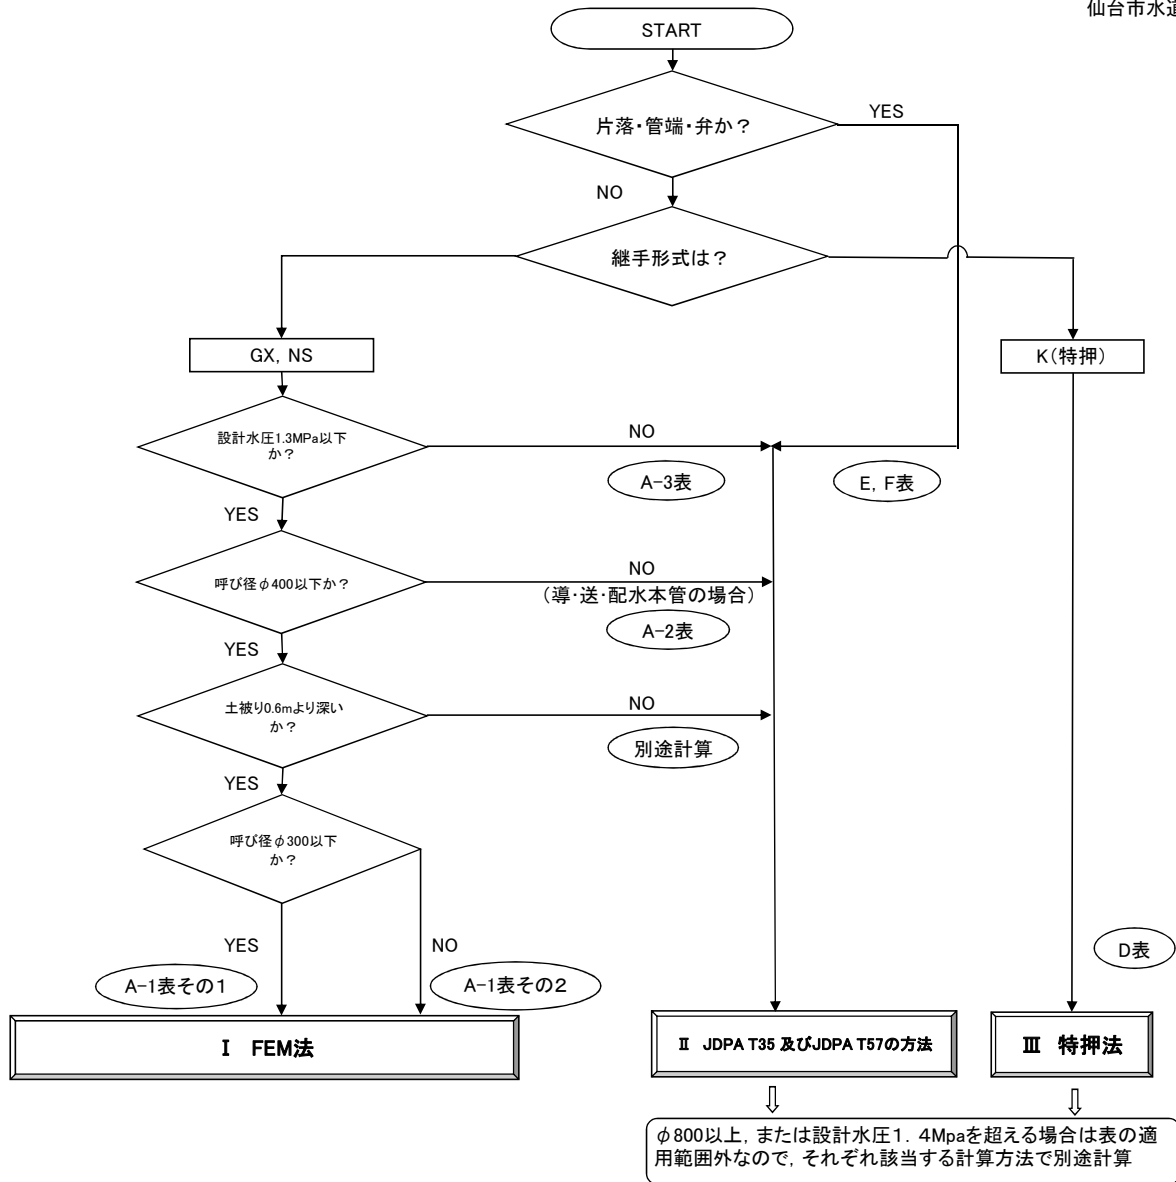 仙台市水道
START
片落・管端・弁か？
YES
NO
継手形式は？
GX, NS
K(特押)
設計水圧1.3MPa以下
か？
NO
A-3表
E, F表
YES
呼び径φ400以下か？
NO
(導・送・配水本管の場合)
A-2表
YES
土被り0.6mより深い
か？
NO
別途計算
YES
呼び径φ300以下
か？
YES
NO
D表
A-1表その1
A-1表その2
Ⅰ FEM法
Ⅱ JDPA T35 及びJDPA T57の方法
Ⅲ 特押法
φ800以上, または設計水圧1. 4Mpaを超える場合は表の適
用範囲外なので, それぞれ該当する計算方法で別途計算